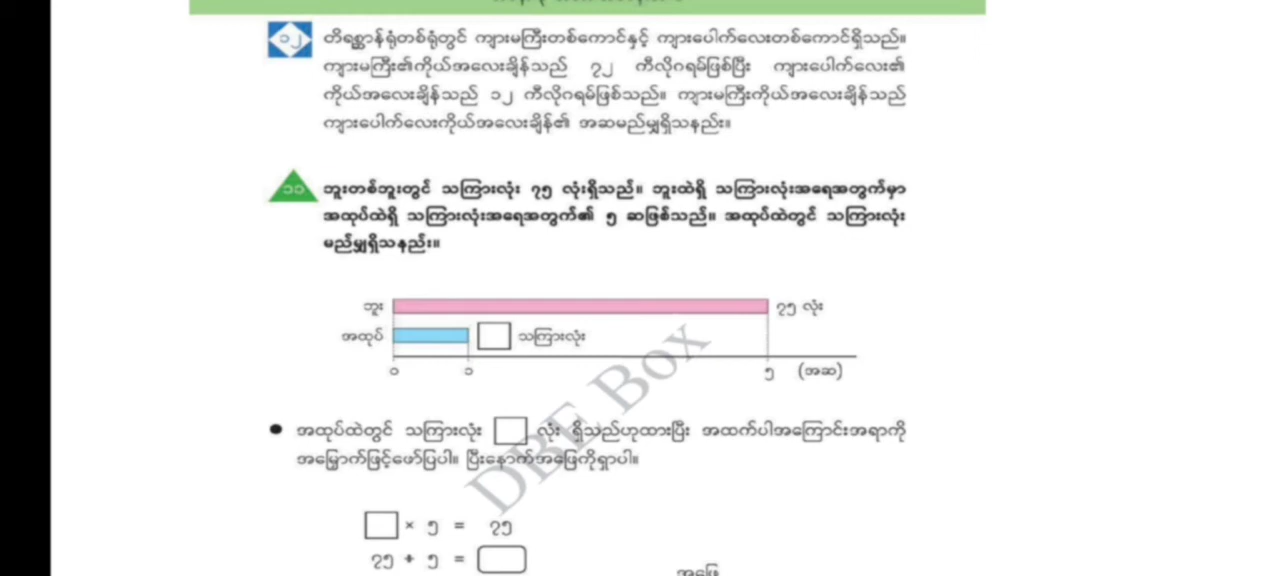 ၁၂ တိရစ္ဆာန်ရုံတစ်ရုံတွင် ကျားမကြီးတစ်ကောင်နှင့် ကျားပေါက်လေးတစ်ကောင်ရှိသည်။
ကျားမကြီး၏ကိုယ်အလေးချိန်သည် ၇၂ ကီလိုဂရမ်ဖြစ်ပြီး ကျားပေါက်လေး၏
ကိုယ်အလေးချိန်သည် ၁၂ ကီလိုဂရမ်ဖြစ်သည်။ ကျားမကြီးကိုယ်အလေးချိန်သည်
ကျားပေါက်လေးကိုယ်အလေးချိန်၏ အဆမည်မျှရှိသနည်း။
၁၁ ဘူးတစ်ဘူးတွင် သကြားလုံး ၇၅ လုံးရှိသည်။ ဘူးထဲရှိ သကြားလုံးအရေအတွက်မှာ
အထုပ်ထဲရှိ သကြားလုံးအရေအတွက်၏ ၅ ဆဖြစ်သည်။ အထုပ်ထဲတွင် သကြားလုံး
မည်မျှရှိသနည်း။
ဘူး ၇၅ လုံး
အထုပ် သကြားလုံး
၀ ၁ ၅ (အဆ)
DBE Box
● အထုပ်ထဲတွင် သကြားလုံး လုံး ရှိသည်ဟုထားပြီး အထက်ပါအကြောင်းအရာကို
အမြှောက်ဖြင့်ဖော်ပြပါ။ ပြီးနောက်အဖြေကိုရှာပါ။
× ၅ = ၇၅
၇၅ ÷ ၅ =
အဖြေ